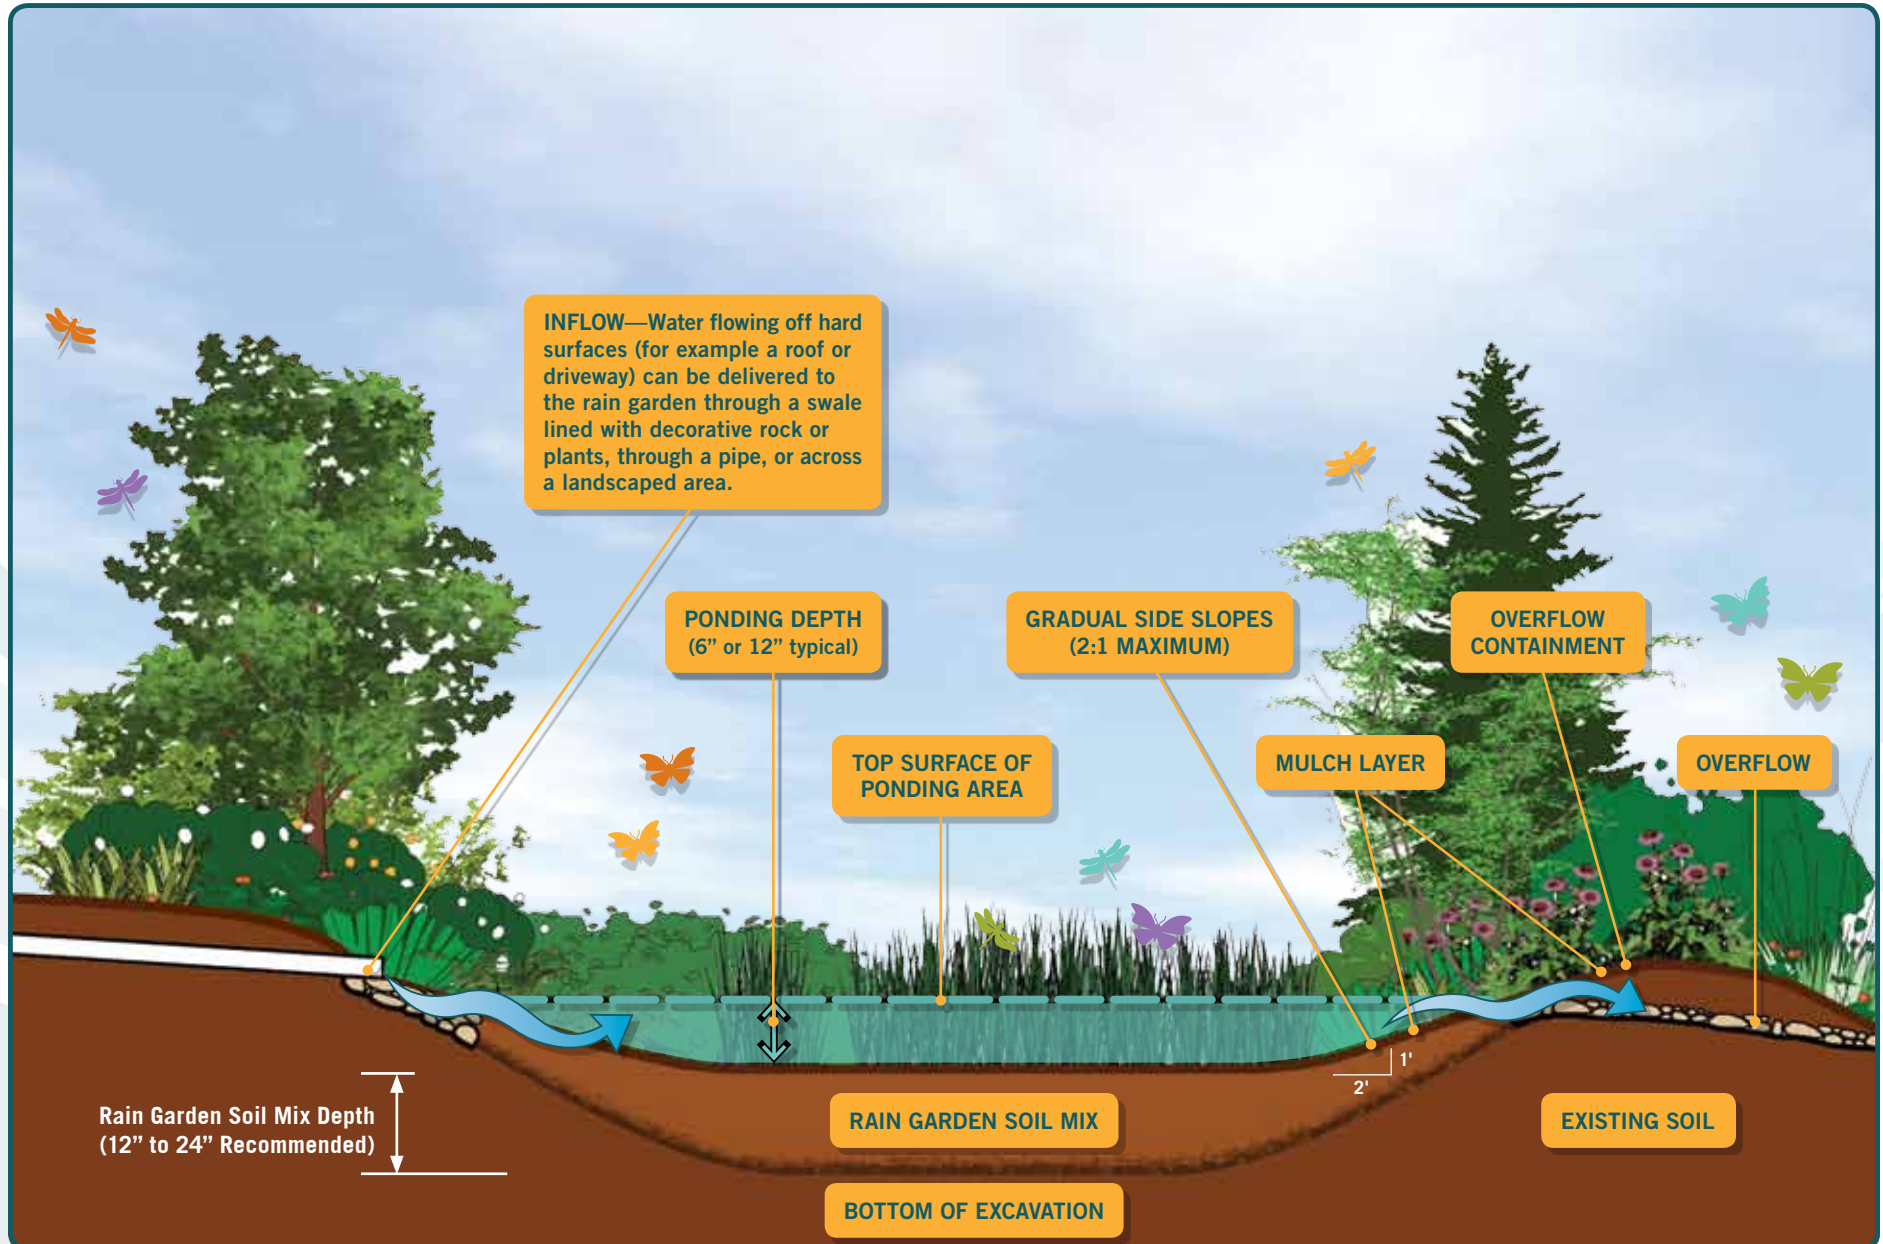 INFLOW—Water flowing off hard
surfaces (for example a roof or
driveway) can be delivered to
the rain garden through a swale
lined with decorative rock or
plants, through a pipe, or across
a landscaped area.
PONDING DEPTH
(6” or 12” typical)
GRADUAL SIDE SLOPES
(2:1 MAXIMUM)
OVERFLOW
CONTAINMENT
TOP SURFACE OF
PONDING AREA
MULCH LAYER
OVERFLOW
1'
2'
Rain Garden Soil Mix Depth
(12” to 24” Recommended)
RAIN GARDEN SOIL MIX
EXISTING SOIL
BOTTOM OF EXCAVATION